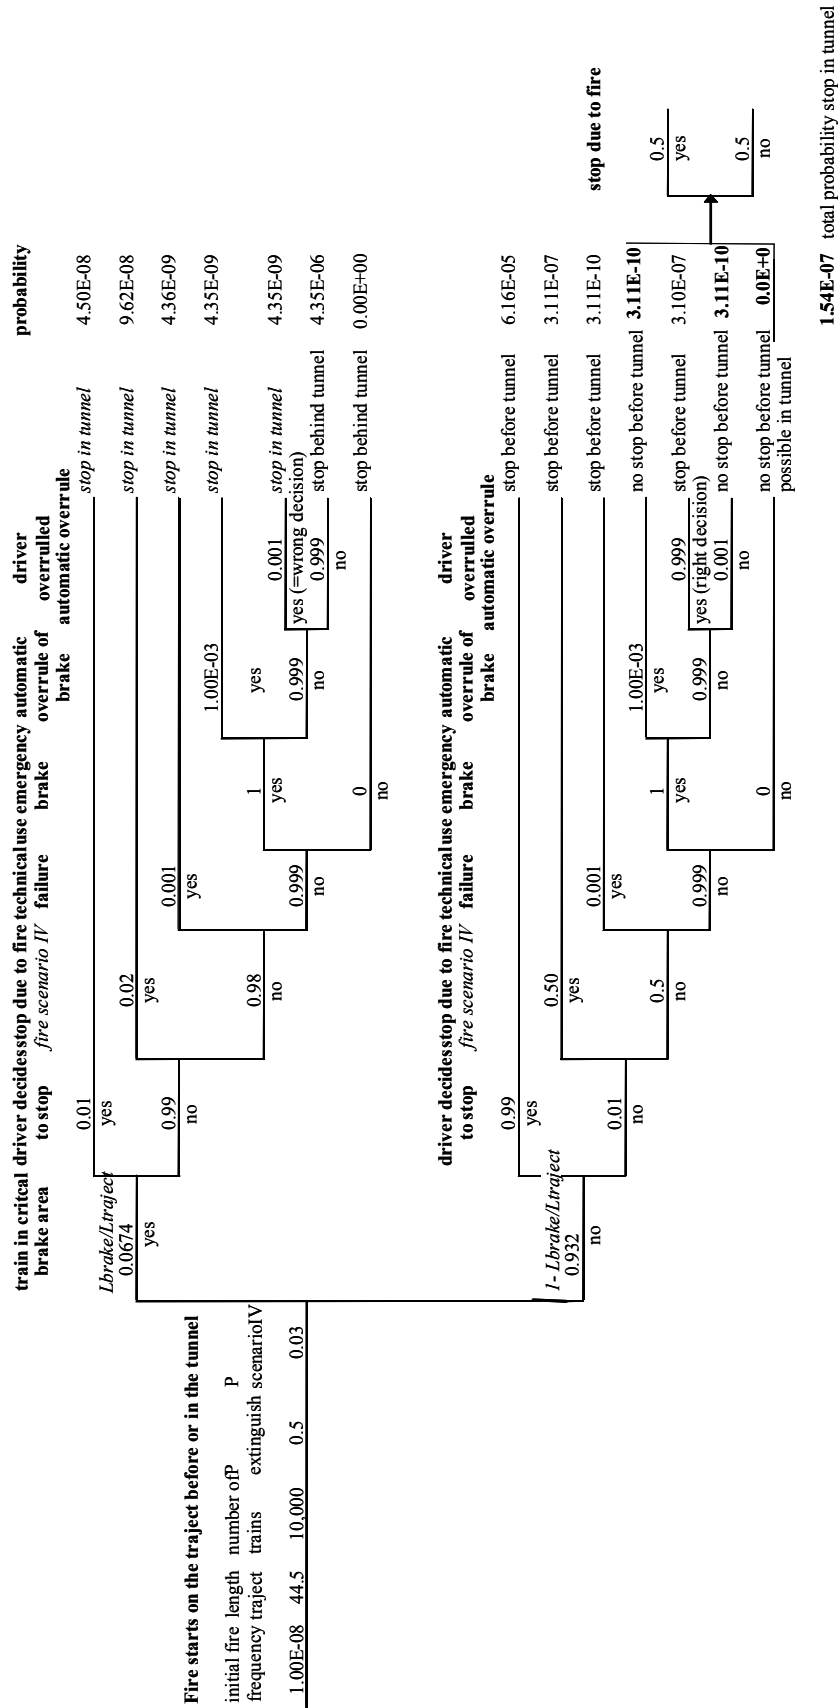 Fire starts on the traject before or in the tunnel
initial fire length number of P P
frequency traject trains extinguish scenarioIV
1.00E-08 44.5 10,000 0.5 0.03
train in critcal driver decides stop due to fire technical use emergency automatic driver
brake area to stop fire scenario IV failure brake overrule of overrulled
brake automatic overrule
probability
Lbrake/Ltraject
0.0674
yes
0.01
yes
stop in tunnel 4.50E-08
0.99
no
0.02
yes
stop in tunnel 9.62E-08
0.98
no
0.001
yes
stop in tunnel 4.36E-09
0.999
no
1
yes
1.00E-03
yes
stop in tunnel 4.35E-09
0.999
no
0.001
yes (=wrong decision)
stop in tunnel 4.35E-09
0.999
no
stop behind tunnel 4.35E-06
0
no
stop behind tunnel 0.00E+00
driver decides stop due to fire technical use emergency automatic driver
to stop fire scenario IV failure brake overrule of overrulled
brake automatic overrule
1- Lbrake/Ltraject
0.932
no
0.99
yes
stop before tunnel 6.16E-05
0.01
no
0.50
yes
stop before tunnel 3.11E-07
0.5
no
0.001
yes
stop before tunnel 3.11E-10
0.999
no
1
yes
1.00E-03
yes
no stop before tunnel 3.11E-10
0.999
no
0.999
yes (right decision)
stop before tunnel 3.10E-07
0.001
no
no stop before tunnel 3.11E-10
0
no
no stop before tunnel 0.0E+0
possible in tunnel
stop due to fire
0.5
yes
0.5
no
1.54E-07 total probability stop in tunnel